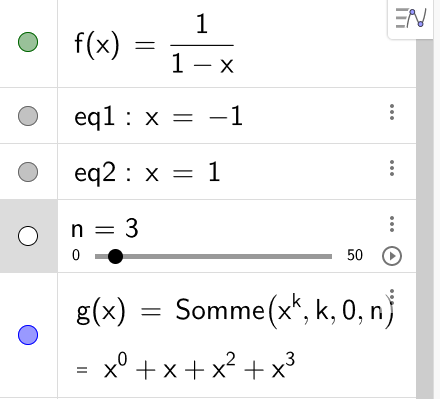 f(x) = 1/(1 − x)
eq1 : x = −1
eq2 : x = 1
n = 3
0 50
g(x) = Somme(x^k, k, 0, n)
= x^0 + x + x^2 + x^3